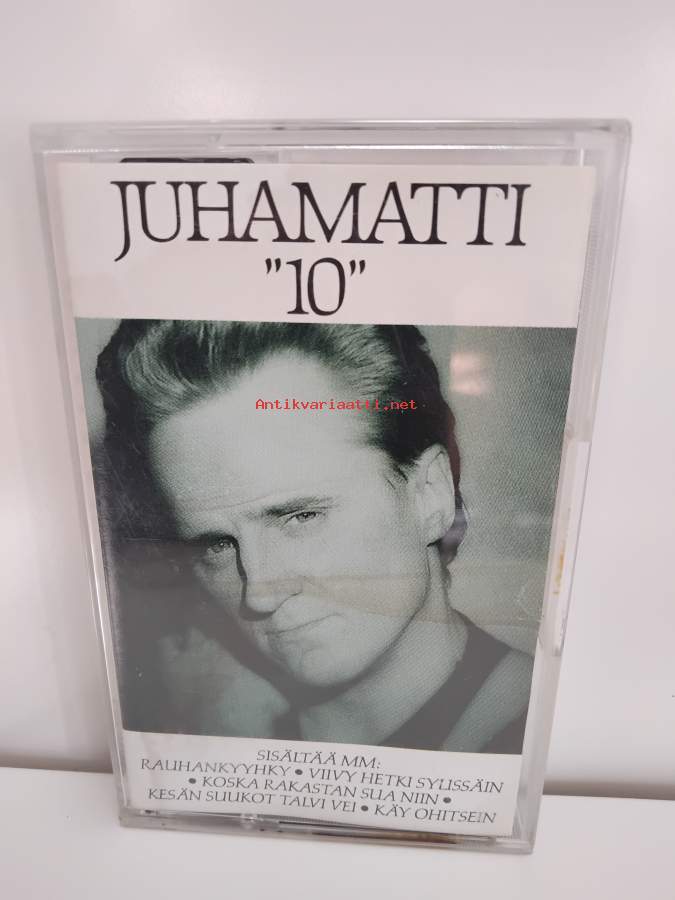 JUHAMATTI
"10"
Antikvariaatti.net
SISÄLTÄÄ MM:
RAUHANKYYHKY • VIIVY HETKI SYLISSÄIN
• KOSKA RAKASTAN SUA NIIN •
KESÄN SUUKOT TALVI VEI • KÄY OHITSEIN